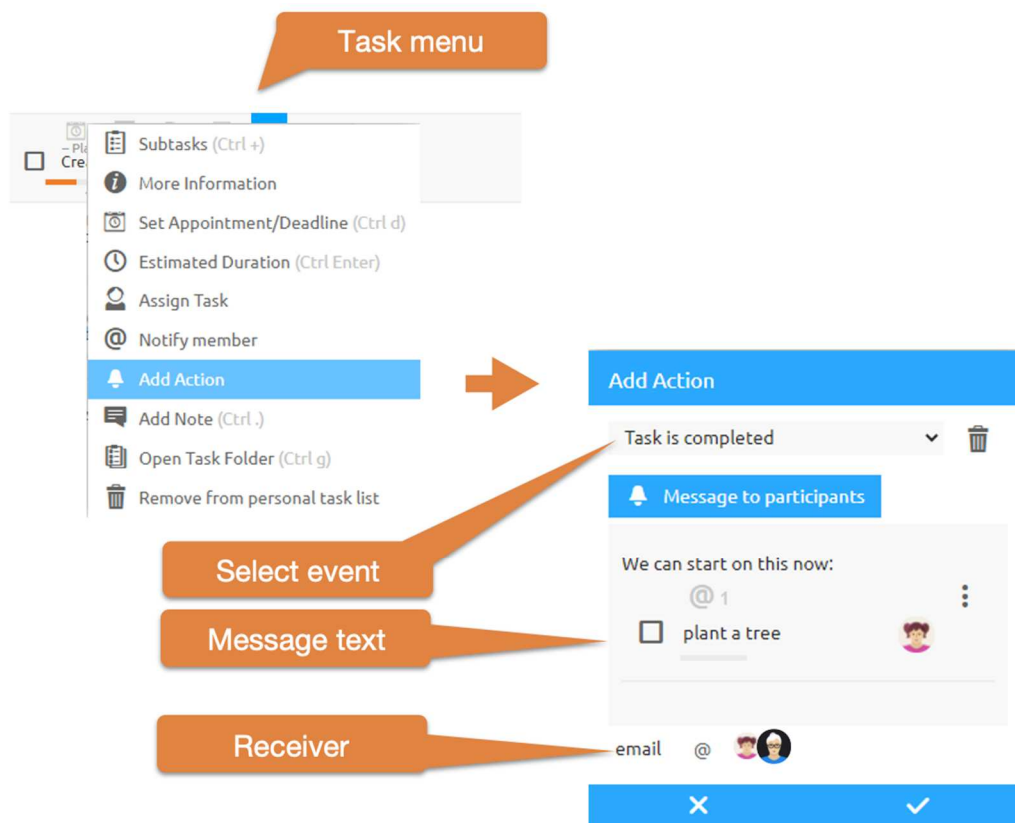 Task menu
– Pla
Cre
Subtasks (Ctrl +)
More Information
Set Appointment/Deadline (Ctrl d)
Estimated Duration (Ctrl Enter)
Assign Task
@ Notify member
Add Action
Add Note (Ctrl .)
Open Task Folder (Ctrl g)
Remove from personal task list
Add Action
Task is completed
Message to participants
Select event
We can start on this now:
@ 1
Message text
plant a tree
Receiver
email @